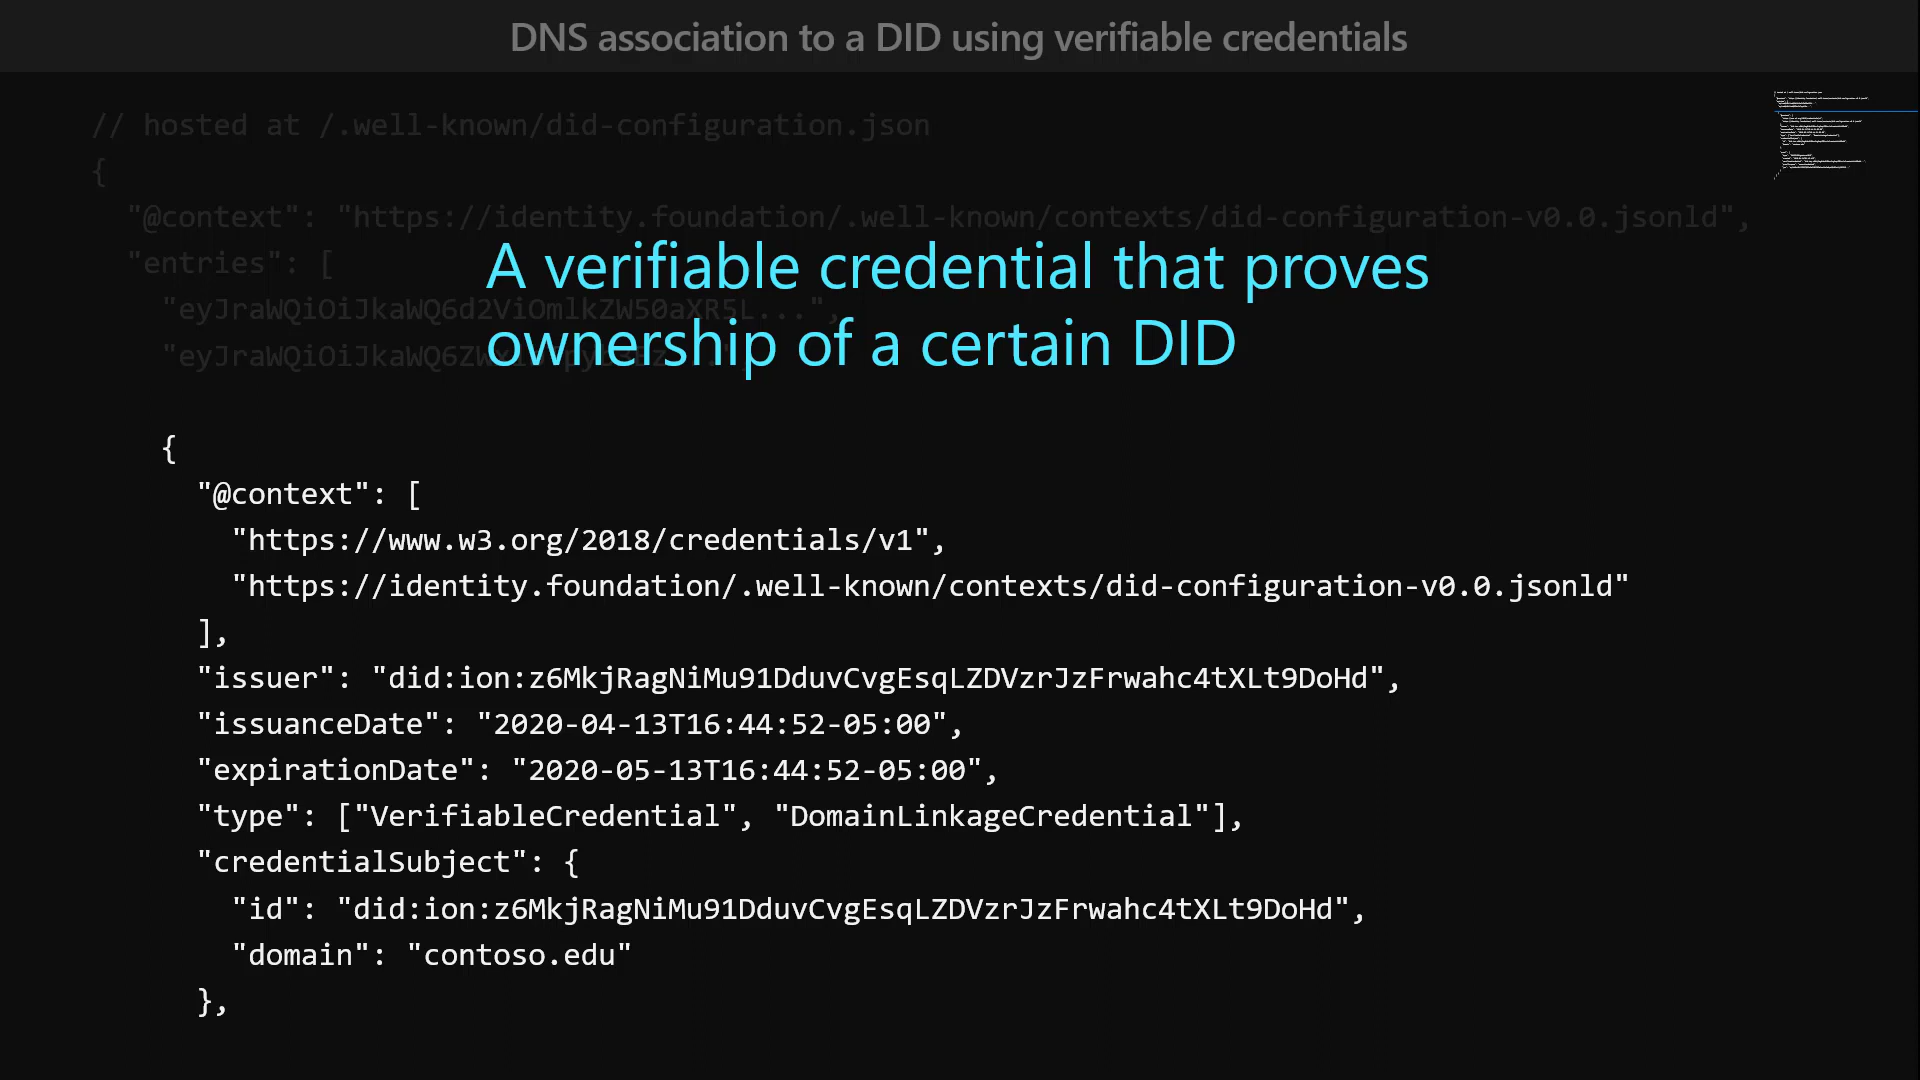 DNS association to a DID using verifiable credentials
// hosted at /.well-known/did-configuration.json
{
"@context": "https://identity.foundation/.well-known/contexts/did-configuration-v0.0.jsonld",
"entries": [
"eyJraWQiOiJkaWQ6d2ViOmlkZW50aXR5L...",
A verifiable credential that proves
ownership of a certain DID
{
"@context": [
"https://www.w3.org/2018/credentials/v1",
"https://identity.foundation/.well-known/contexts/did-configuration-v0.0.jsonld"
],
"issuer": "did:ion:z6MkjRagNiMu91DduvCvgEsqLZDVzrJzFrwahc4tXLt9DoHd",
"issuanceDate": "2020-04-13T16:44:52-05:00",
"expirationDate": "2020-05-13T16:44:52-05:00",
"type": ["VerifiableCredential", "DomainLinkageCredential"],
"credentialSubject": {
"id": "did:ion:z6MkjRagNiMu91DduvCvgEsqLZDVzrJzFrwahc4tXLt9DoHd",
"domain": "contoso.edu"
},